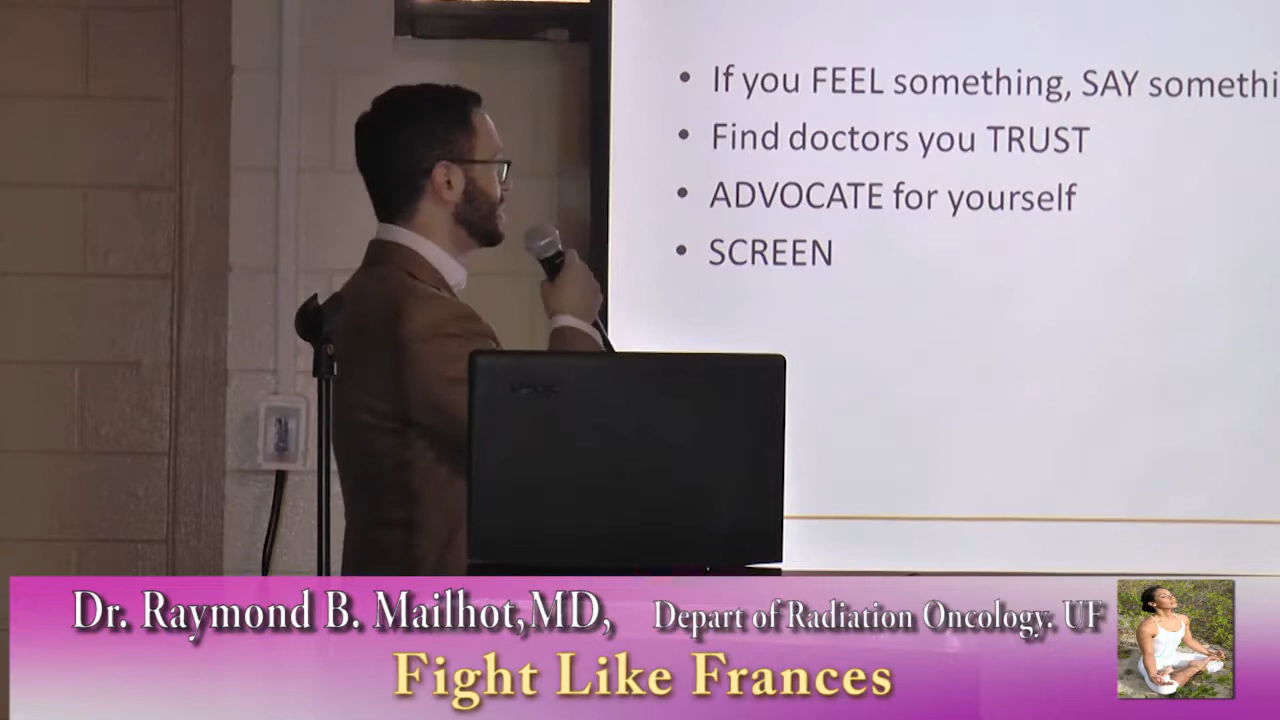 • If you FEEL something, SAY somethi
• Find doctors you TRUST
• ADVOCATE for yourself
• SCREEN
Dr. Raymond B. Mailhot,MD, Depart of Radiation Oncology. UF
Fight Like Frances